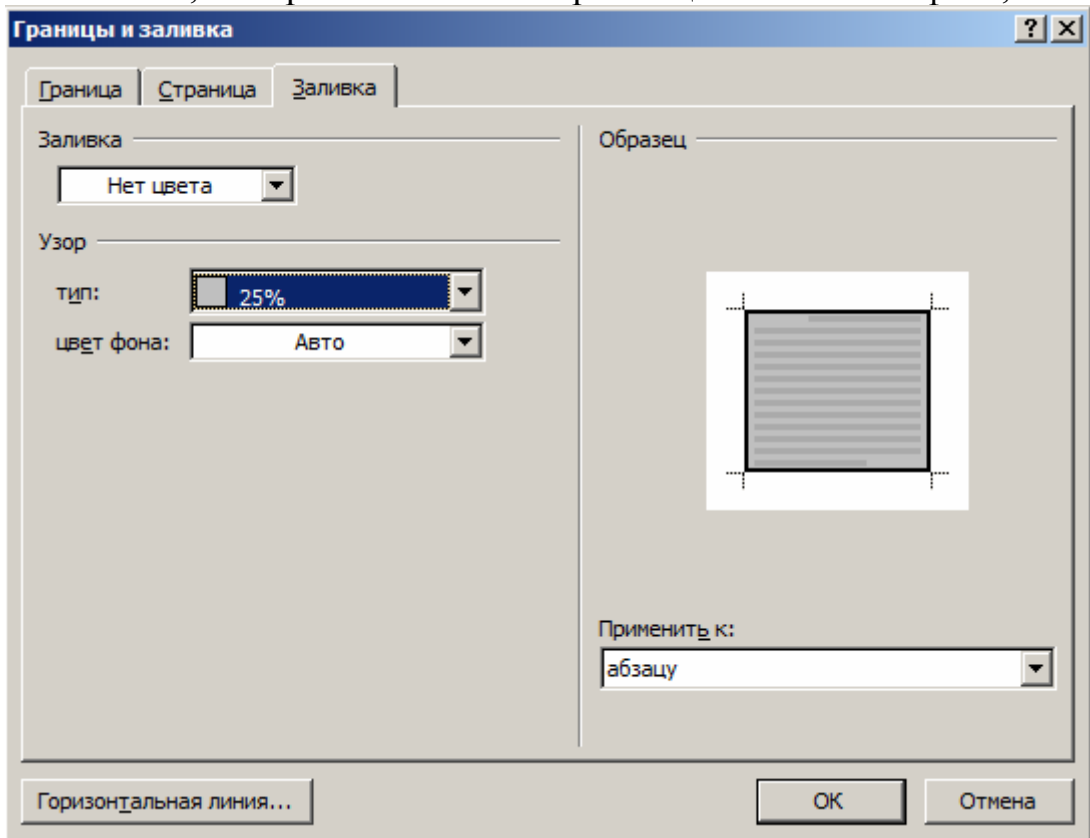 Границы и заливка
Граница Страница Заливка
Заливка
Нет цвета
Узор
тип: 25%
цвет фона: Авто
Образец
Применить к:
абзацу
Горизонтальная линия... ОК Отмена